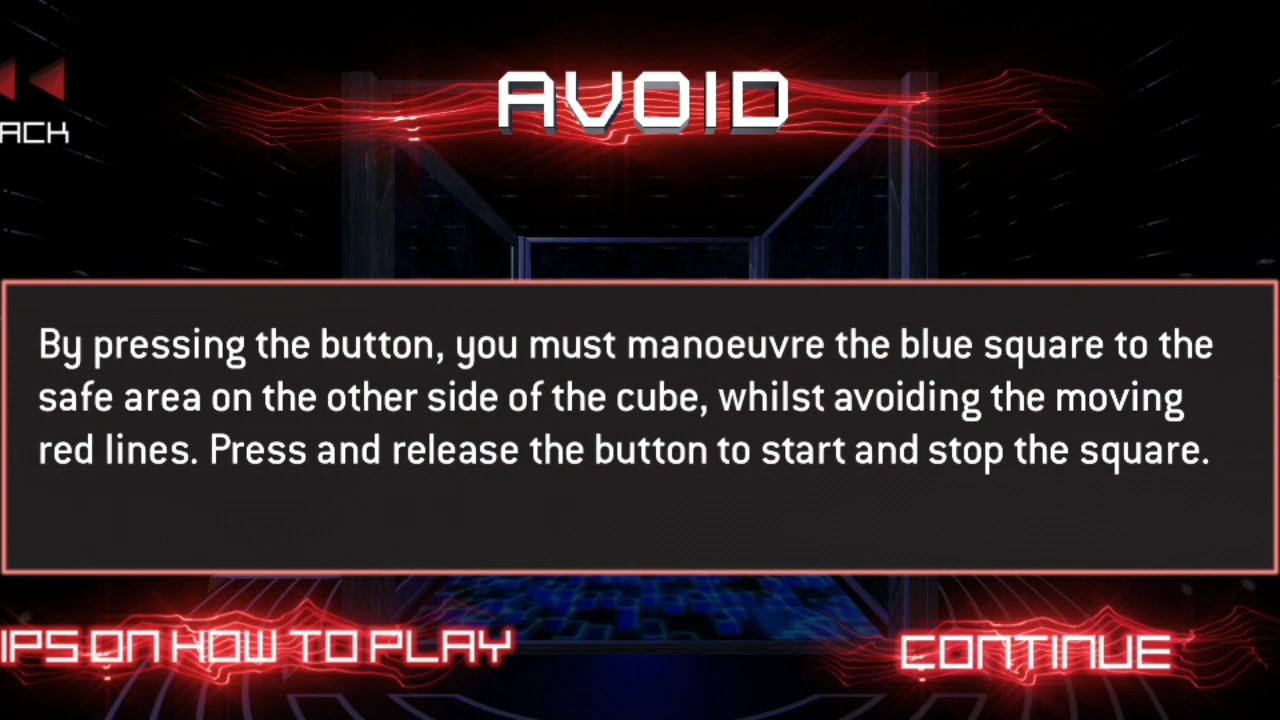 AVOID
ACK
By pressing the button, you must manoeuvre the blue square to the
safe area on the other side of the cube, whilst avoiding the moving
red lines. Press and release the button to start and stop the square.
IPS ON HOW TO PLAY
CONTINUE